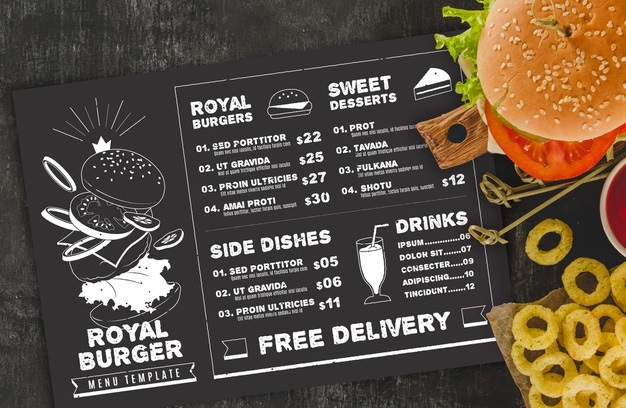 ROYAL
BURGER
MENU TEMPLATE
ROYAL
BURGERS
01. SED PORTTITOR $22
02. UT GRAVIDA $25
03. PROIN ULTRICIES $27
04. AMAI PROTI $30
SWEET
DESSERTS
01. PROT
02. TAVADA
03. FULKANA
04. SHOTU $12
SIDE DISHES
01. SED PORTTITOR $05
02. UT GRAVIDA $06
03. PROIN ULTRICIES $11
DRINKS
IPSUM..............06
DOLOR SIT.......07
CONSECTER.....09
ADIPISCING......10
TINCIDUNT.......12
FREE DELIVERY